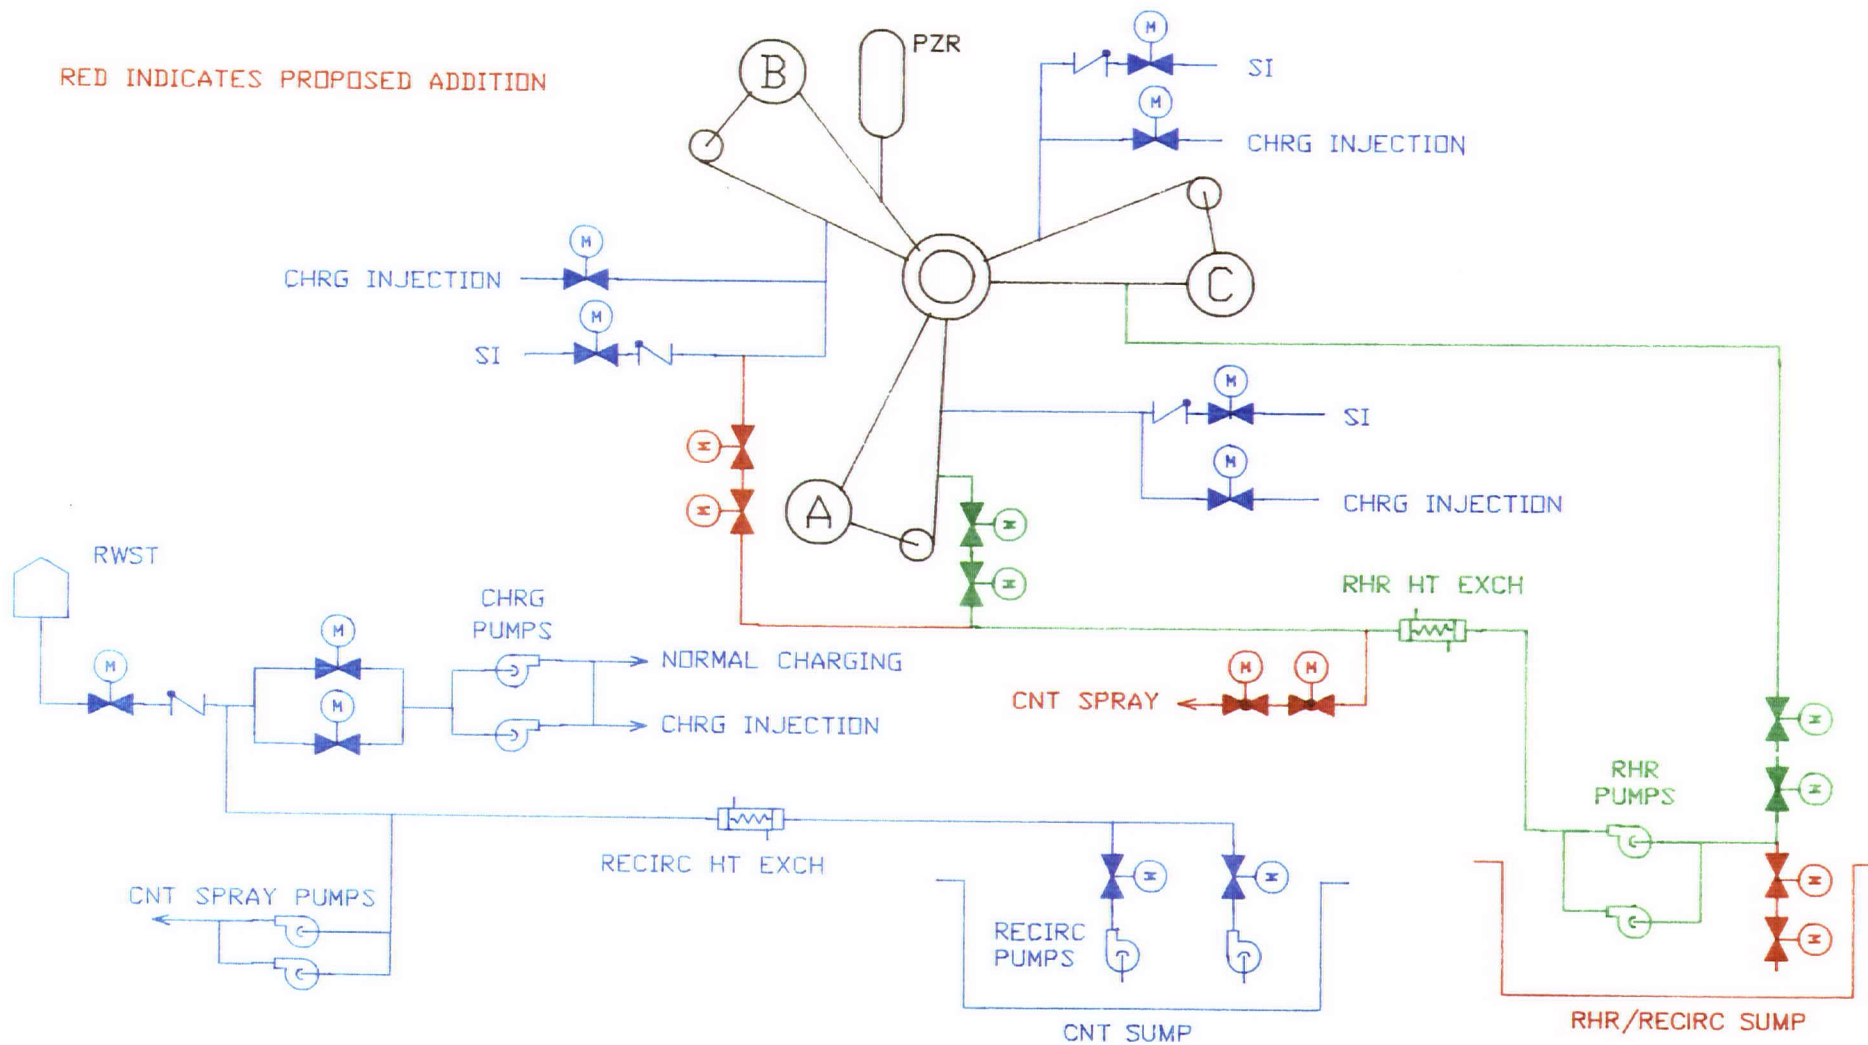 PZR
B
M
SI
RED INDICATES PROPOSED ADDITION
M
CHRG INJECTION
M
CHRG INJECTION
C
M
SI
M
SI
M
M
CHRG INJECTION
A
M
M
M
RWST
CHRG
PUMPS
RHR HT EXCH
M
M
NORMAL CHARGING
M
M
CNT SPRAY
M
CHRG INJECTION
M
RHR
PUMPS
M
RECIRC HT EXCH
M
M
M
CNT SPRAY PUMPS
RECIRC
PUMPS
M
CNT SUMP
RHR/RECIRC SUMP